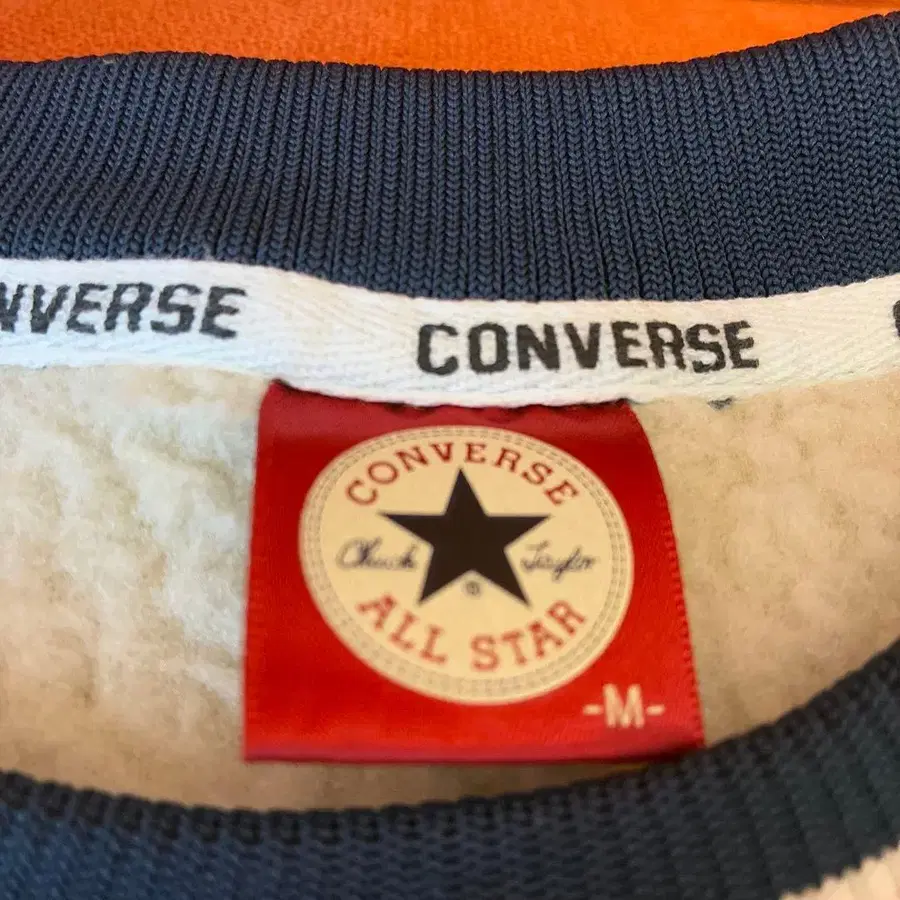 NVERSE CONVERSE
CONVERSE
Chuck Taylor
®
ALL STAR
-M-